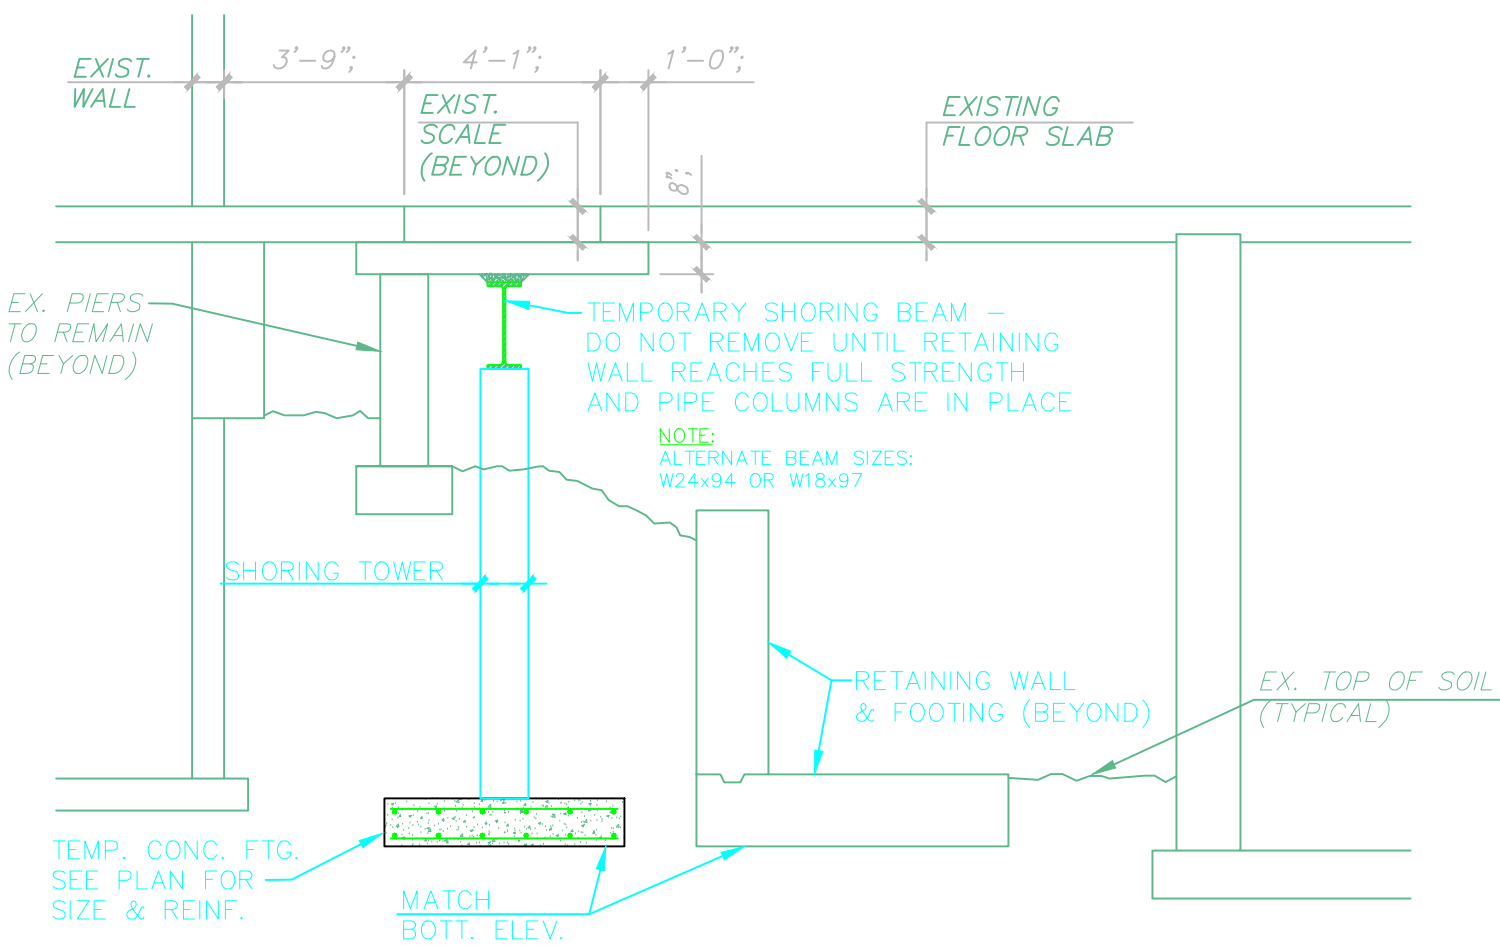 3'-9";
4'-1";
1'-0";
EXIST.
WALL
EXIST.
SCALE
(BEYOND)
EXISTING
FLOOR SLAB
8";
EX. PIERS
TO REMAIN
(BEYOND)
TEMPORARY SHORING BEAM –
DO NOT REMOVE UNTIL RETAINING
WALL REACHES FULL STRENGTH
AND PIPE COLUMNS ARE IN PLACE
NOTE:
ALTERNATE BEAM SIZES:
W24x94 OR W18x97
SHORING TOWER
RETAINING WALL
& FOOTING (BEYOND)
EX. TOP OF SOIL
(TYPICAL)
TEMP. CONC. FTG.
SEE PLAN FOR
SIZE & REINF.
MATCH
BOTT. ELEV.